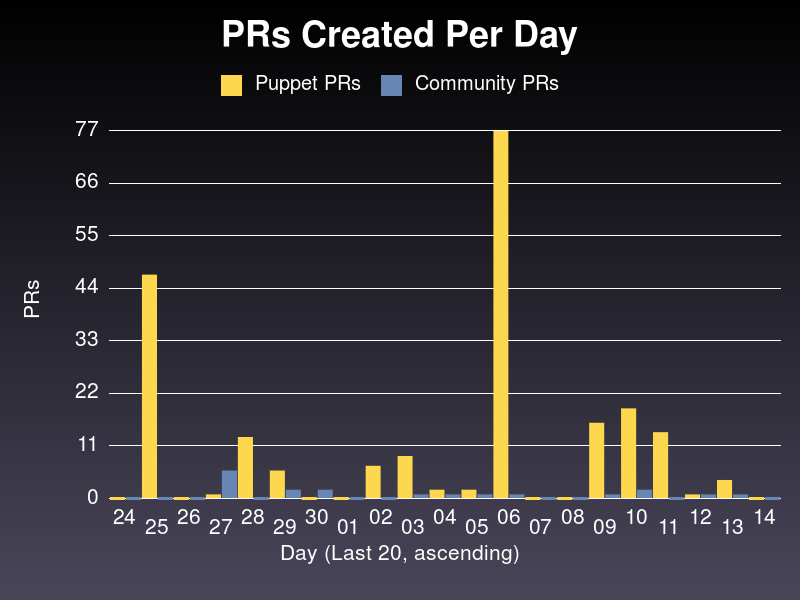 PRs Created Per Day
Puppet PRs Community PRs
77
66
55
44
33
22
11
0
PRs
24 25 26 27 28 29 30 01 02 03 04 05 06 07 08 09 10 11 12 13 14
Day (Last 20, ascending)